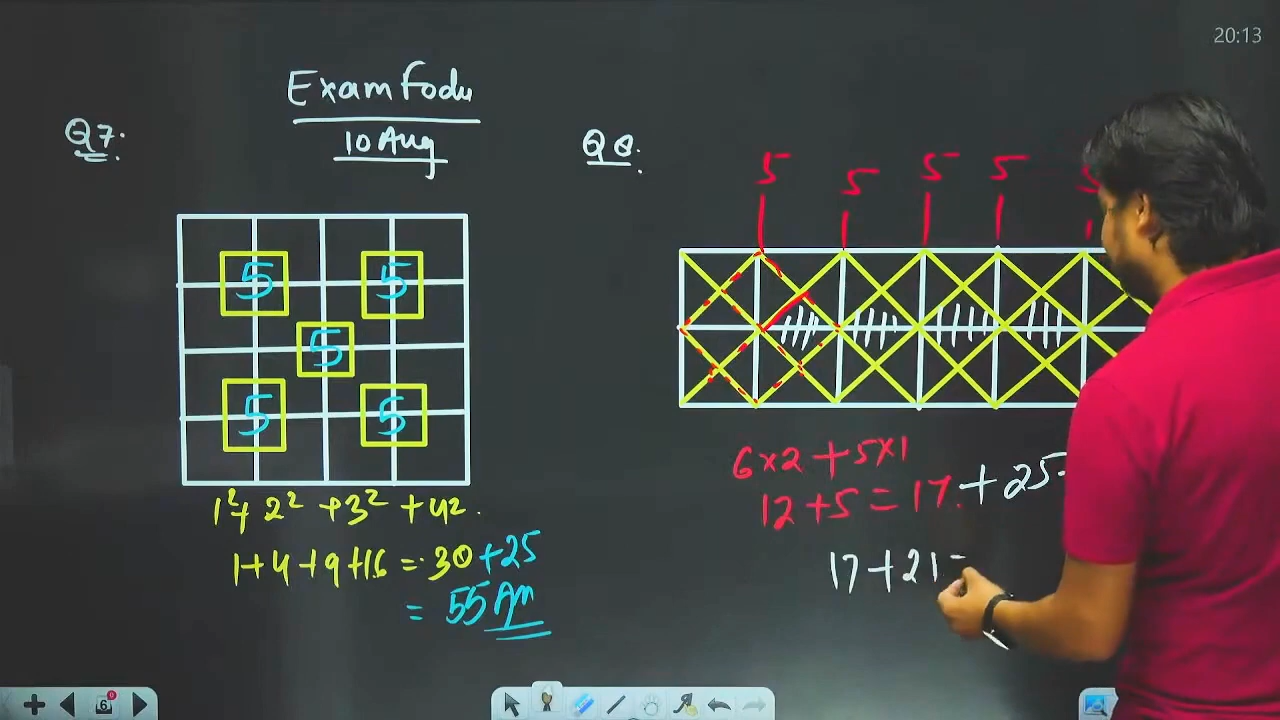 20:13
Exam Fodu
10 Aug
Q7.
5 5
5
5 5
1² + 2² + 3² + 4².
1 + 4 + 9 + 16 = 30 + 25
= 55 An
Q8.
5 5 5 5 5
6×2 + 5×1
12 + 5 = 17. + 25 -
17 + 21 =
6
0